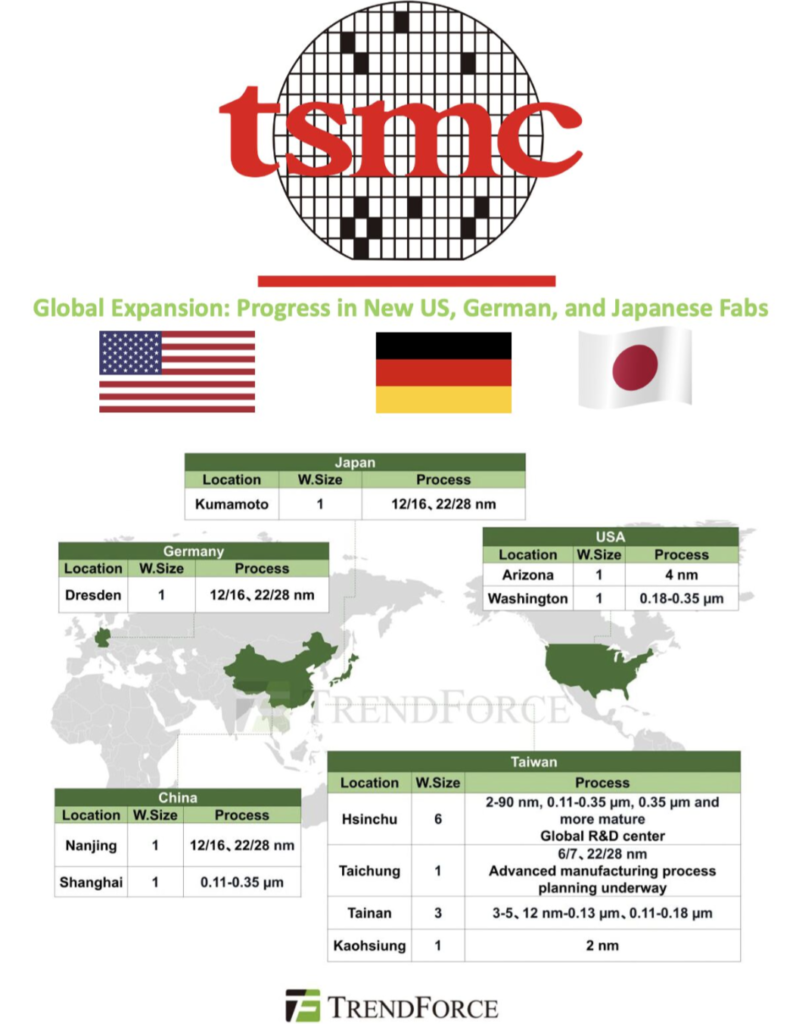 tsmc
Global Expansion: Progress in New US, German, and Japanese Fabs
Japan
Location W.Size Process
Kumamoto 1 12/16、22/28 nm
Germany
Location W.Size Process
Dresden 1 12/16、22/28 nm
USA
Location W.Size Process
Arizona 1 4 nm
Washington 1 0.18-0.35 µm
TRENDFORCE
China
Location W.Size Process
Nanjing 1 12/16、22/28 nm
Shanghai 1 0.11-0.35 µm
Taiwan
Location W.Size Process
Hsinchu 6 2-90 nm, 0.11-0.35 µm, 0.35 µm and
more mature
Global R&D center
Taichung 1 6/7、22/28 nm
Advanced manufacturing process
planning underway
Tainan 3 3-5、12 nm-0.13 µm、0.11-0.18 µm
Kaohsiung 1 2 nm
TRENDFORCE